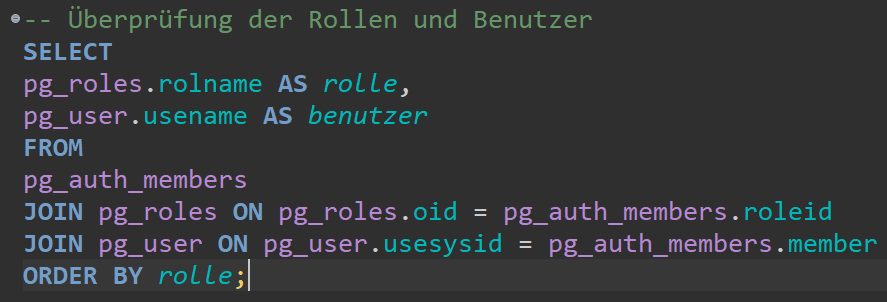 -- Überprüfung der Rollen und Benutzer
SELECT
pg_roles.rolname AS rolle,
pg_user.usename AS benutzer
FROM
pg_auth_members
JOIN pg_roles ON pg_roles.oid = pg_auth_members.roleid
JOIN pg_user ON pg_user.usesysid = pg_auth_members.member
ORDER BY rolle;